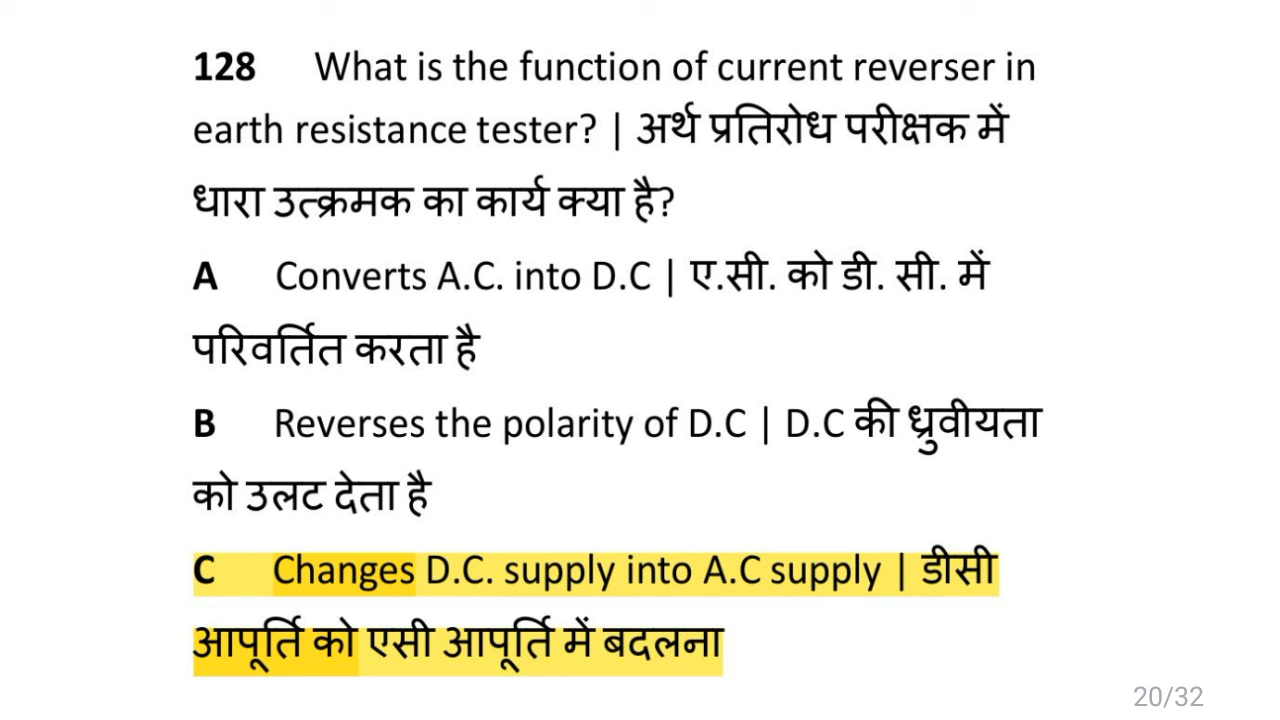 128 What is the function of current reverser in
earth resistance tester? | अर्थ प्रतिरोध परीक्षक में
धारा उत्क्रमक का कार्य क्या है?
A Converts A.C. into D.C | ए.सी. को डी. सी. में
परिवर्तित करता है
B Reverses the polarity of D.C | D.C की ध्रुवीयता
को उलट देता है
C Changes D.C. supply into A.C supply | डीसी
आपूर्ति को एसी आपूर्ति में बदलना
20/32